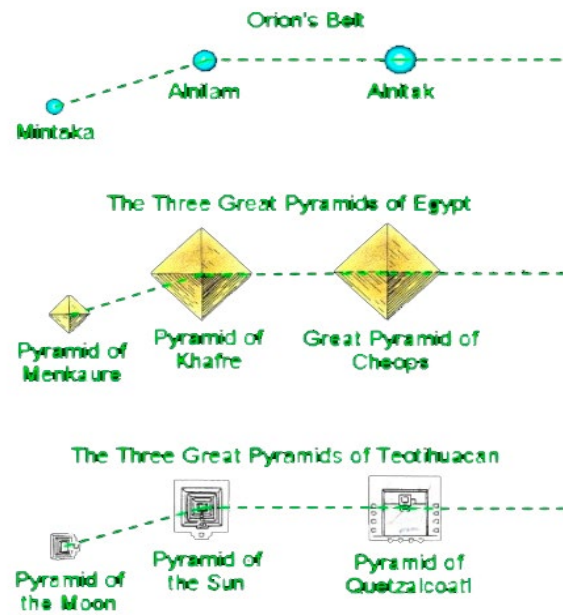 Orion's Belt
Mintaka
Alnilam
Alnitak
The Three Great Pyramids of Egypt
Pyramid of
Menkaure
Pyramid of
Khafre
Great Pyramid of
Cheops
The Three Great Pyramids of Teotihuacan
Pyramid of
the Moon
Pyramid of
the Sun
Pyramid of
Quetzalcoatl